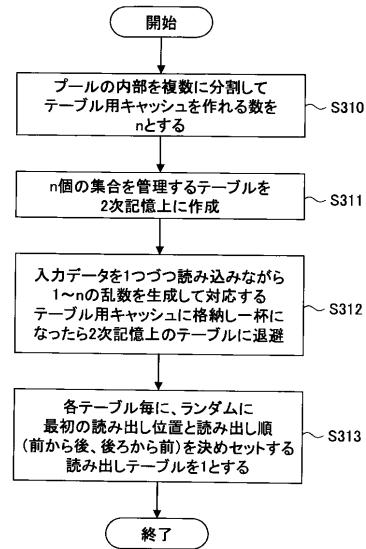 開始
プールの内部を複数に分割して
テーブル用キャッシュを作れる数を
nとする
S310
n個の集合を管理するテーブルを
2次記憶上に作成
S311
入力データを1つづつ読み込みながら
1~nの乱数を生成して対応する
テーブル用キャッシュに格納し一杯に
なったら2次記憶上のテーブルに退避
S312
各テーブル毎に、ランダムに
最初の読み出し位置と読み出し順
(前から後、後ろから前)を決めセットする
読み出しテーブルを1とする
S313
終了